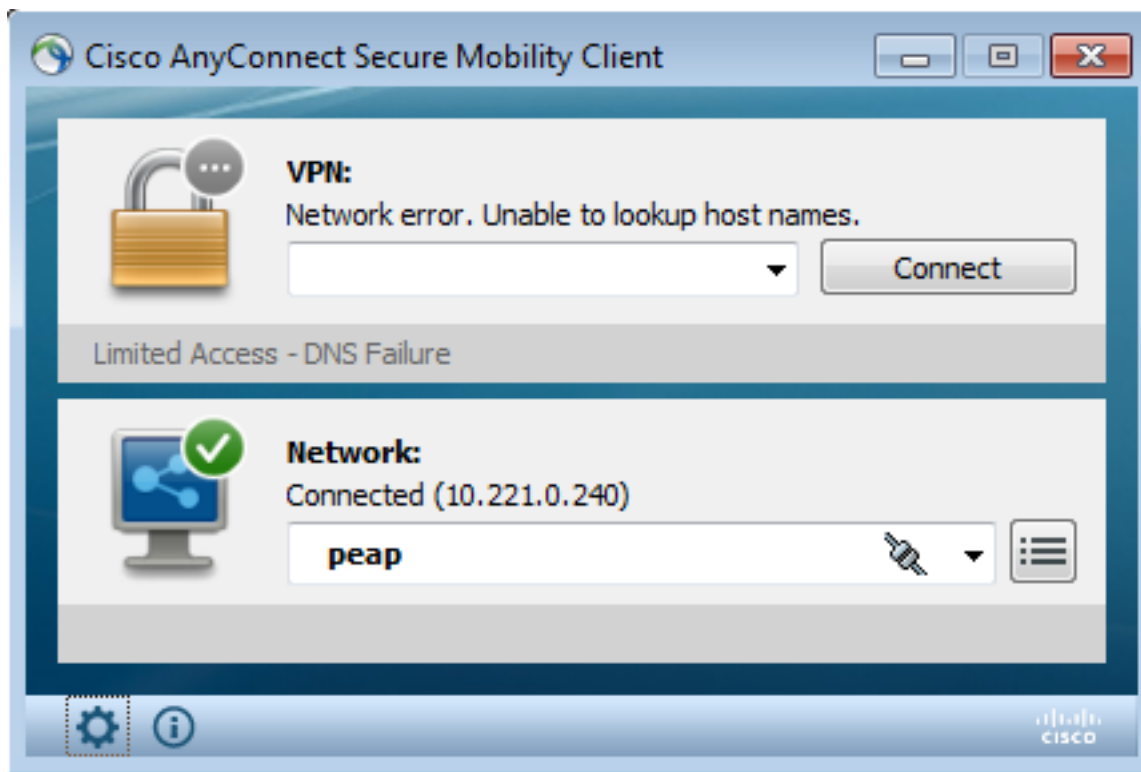 Cisco AnyConnect Secure Mobility Client
VPN:
Network error. Unable to lookup host names.
Connect
Limited Access - DNS Failure
Network:
Connected (10.221.0.240)
peap
CISCO